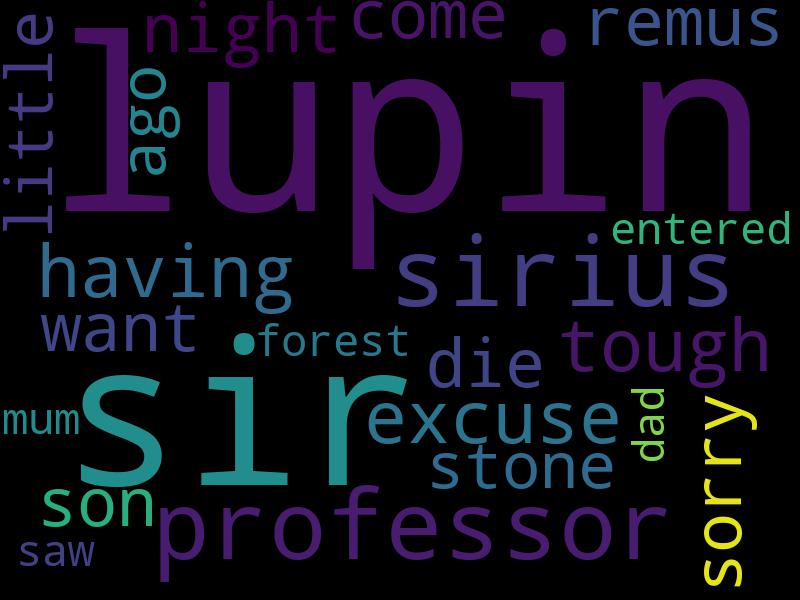 little
night
come
remus
lupin
ago
entered
having
sirius
want
forest
die
tough
sir
mum
excuse
dad
sorry
stone
son
professor
saw